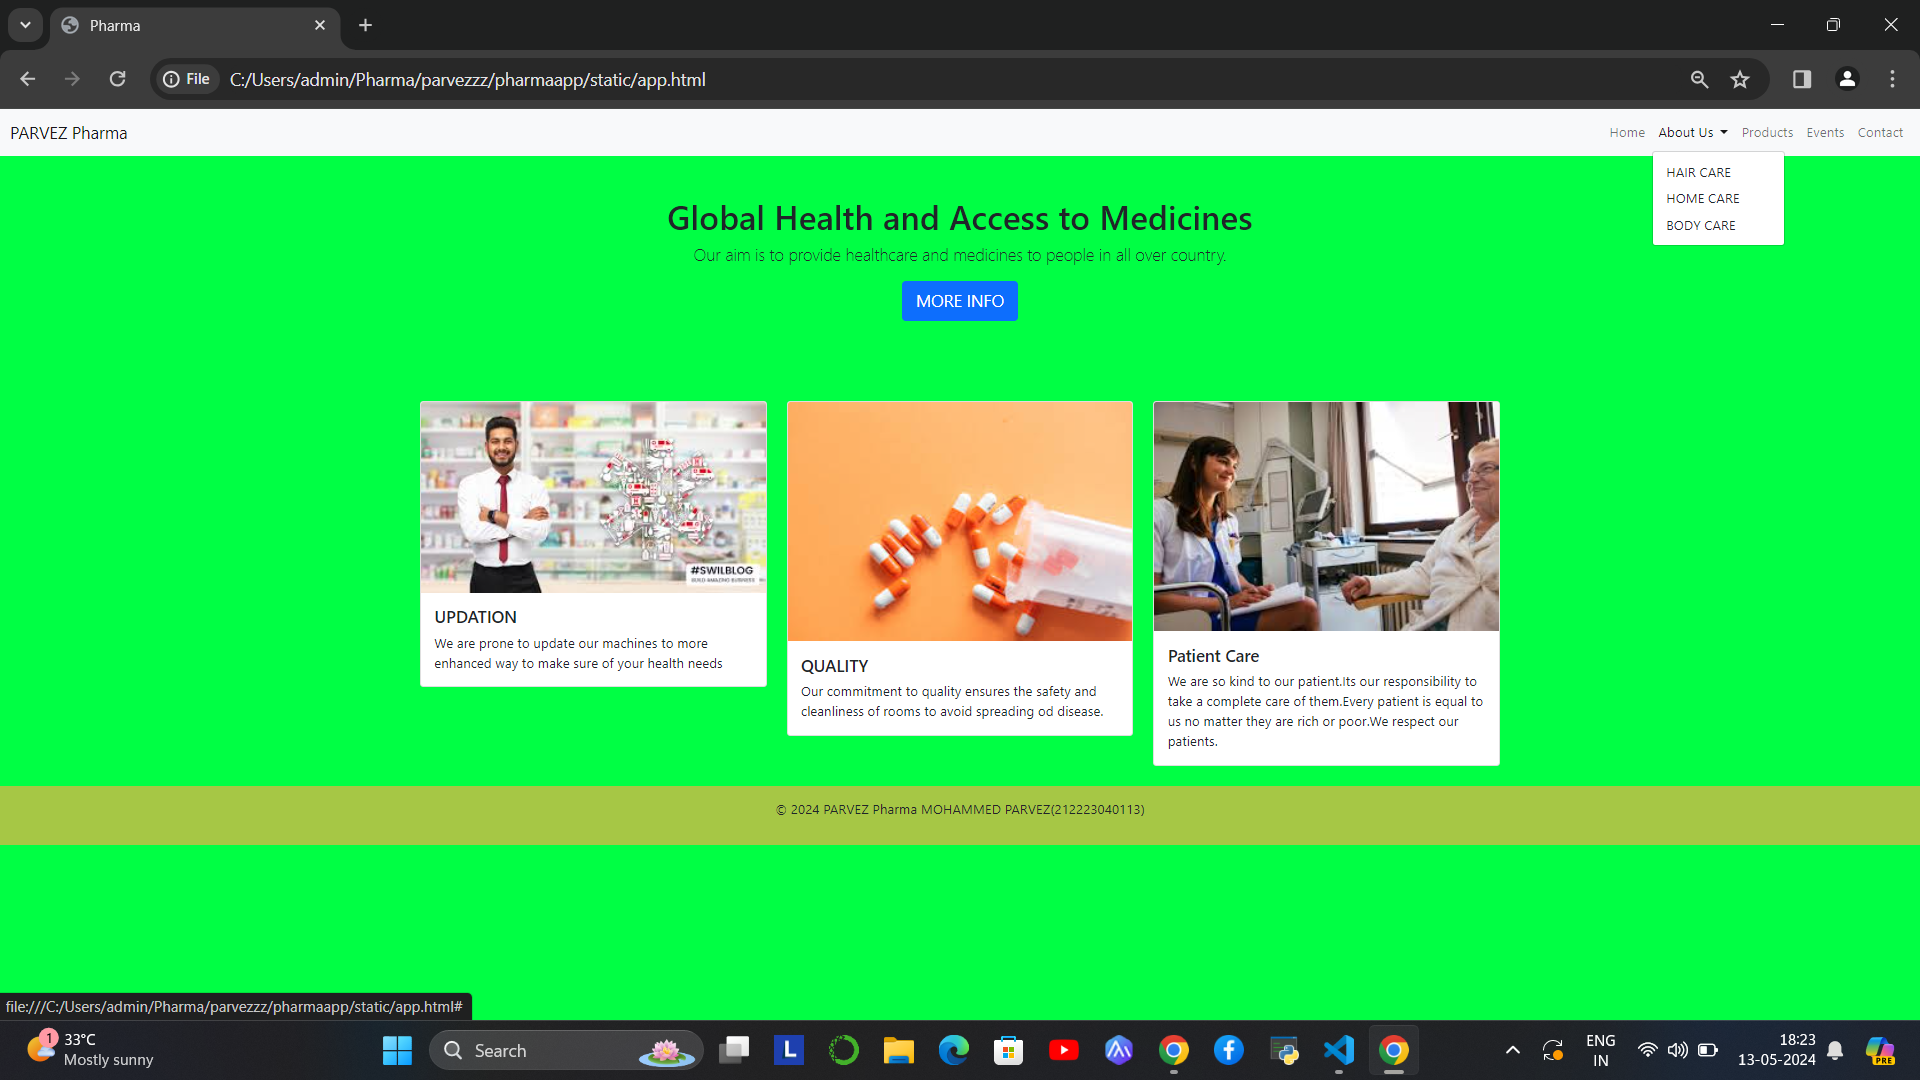 Pharma
File
C:/Users/admin/Pharma/parvezzz/pharmaapp/static/app.html
PARVEZ Pharma
Home
About Us
Products
Events
Contact
HAIR CARE
HOME CARE
BODY CARE
Global Health and Access to Medicines
Our aim is to provide healthcare and medicines to people in all over country.
MORE INFO
#SWILBLOG
BUILD AMAZING BUSINESS
UPDATION
We are prone to update our machines to more
enhanced way to make sure of your health needs
QUALITY
Our commitment to quality ensures the safety and
cleanliness of rooms to avoid spreading od disease.
Patient Care
We are so kind to our patient.Its our responsibility to
take a complete care of them.Every patient is equal to
us no matter they are rich or poor.We respect our
patients.
© 2024 PARVEZ Pharma MOHAMMED PARVEZ(212223040113)
file:///C:/Users/admin/Pharma/parvezzz/pharmaapp/static/app.html#
1
33°C
Mostly sunny
Search
L
ENG
IN
18:23
13-05-2024
PRE